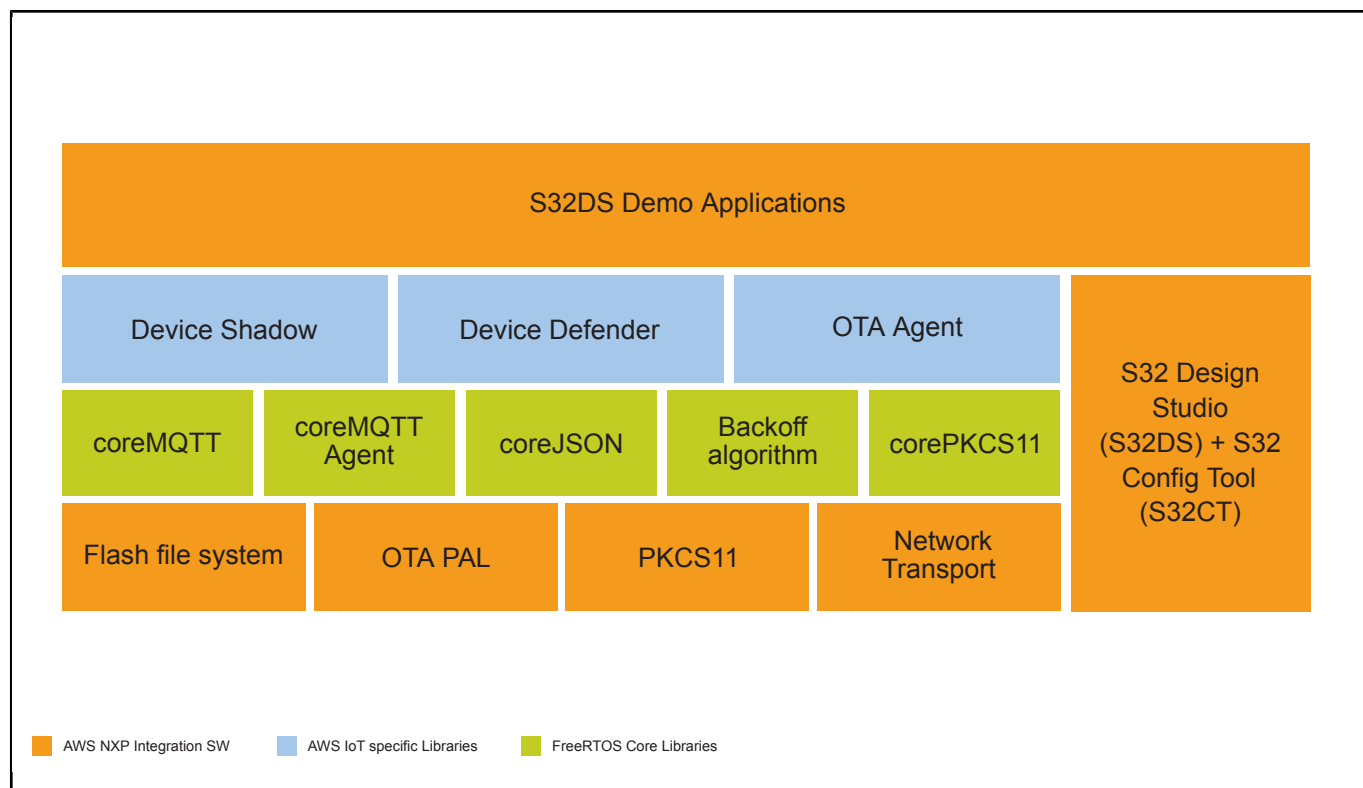 S32DS Demo Applications
Device Shadow
Device Defender
OTA Agent
S32 Design
Studio
(S32DS) + S32
Config Tool
(S32CT)
coreMQTT
coreMQTT
Agent
coreJSON
Backoff
algorithm
corePKCS11
Flash file system
OTA PAL
PKCS11
Network
Transport
AWS NXP Integration SW
AWS IoT specific Libraries
FreeRTOS Core Libraries